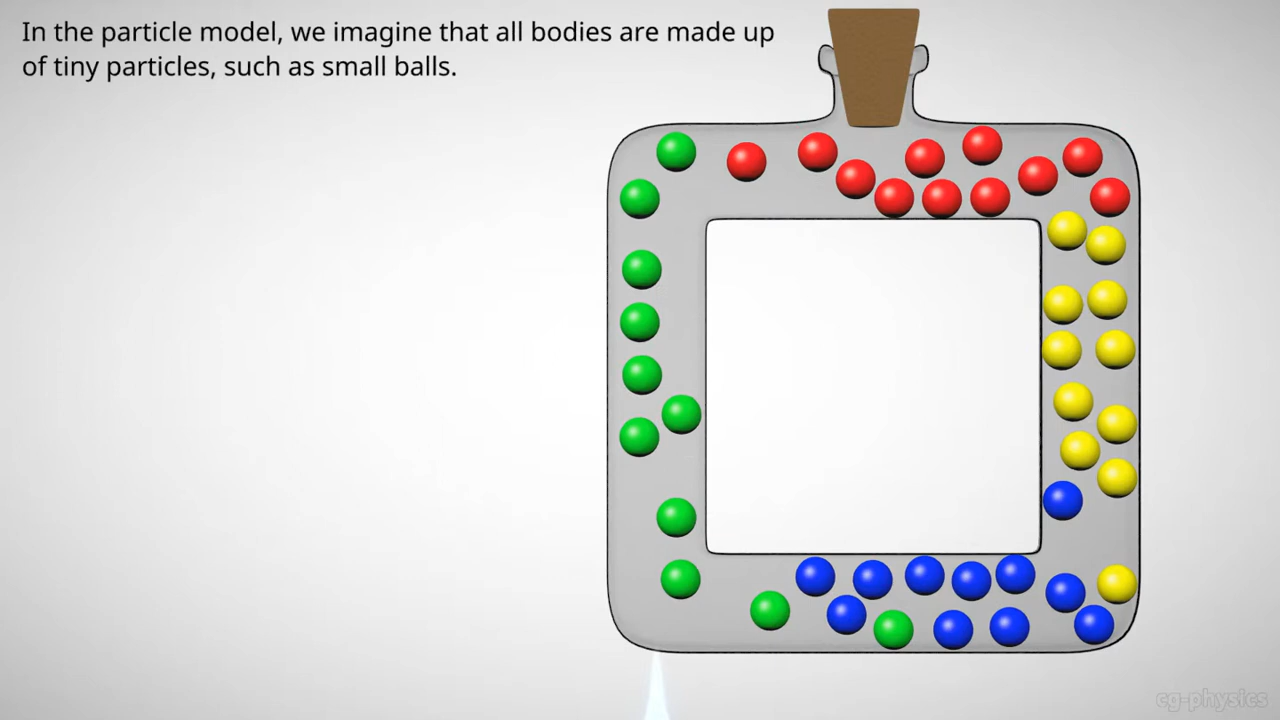 In the particle model, we imagine that all bodies are made up
of tiny particles, such as small balls.
cg-physics